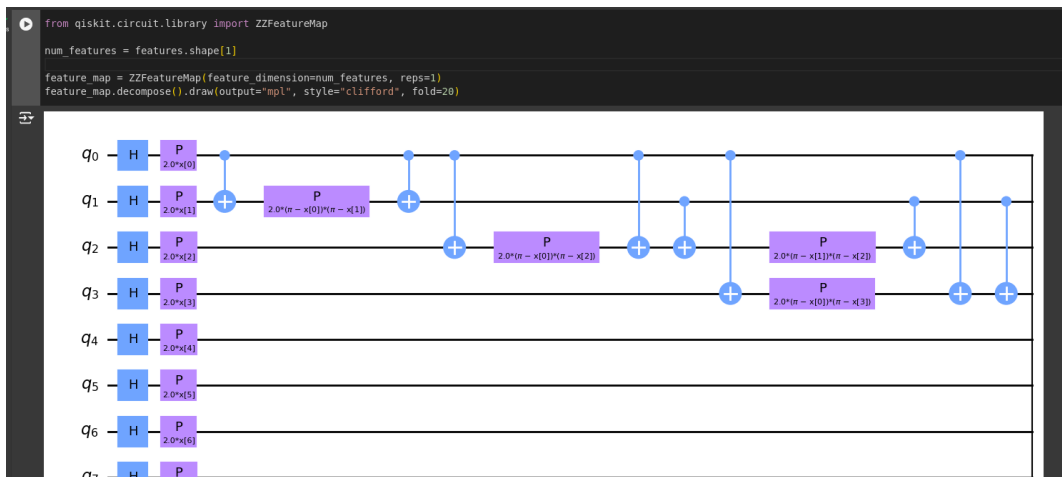 from qiskit.circuit.library import ZZFeatureMap
num_features = features.shape[1]
feature_map = ZZFeatureMap(feature_dimension=num_features, reps=1)
feature_map.decompose().draw(output="mpl", style="clifford", fold=20)
q0 H P
2.0*x[0]
q1 H P P
2.0*x[1] 2.0*(π − x[0])*(π − x[1])
q2 H P P P
2.0*x[2] 2.0*(π − x[0])*(π − x[2]) 2.0*(π − x[1])*(π − x[2])
q3 H P P
2.0*x[3] 2.0*(π − x[0])*(π − x[3])
q4 H P
2.0*x[4]
q5 H P
2.0*x[5]
q6 H P
2.0*x[6]
H P